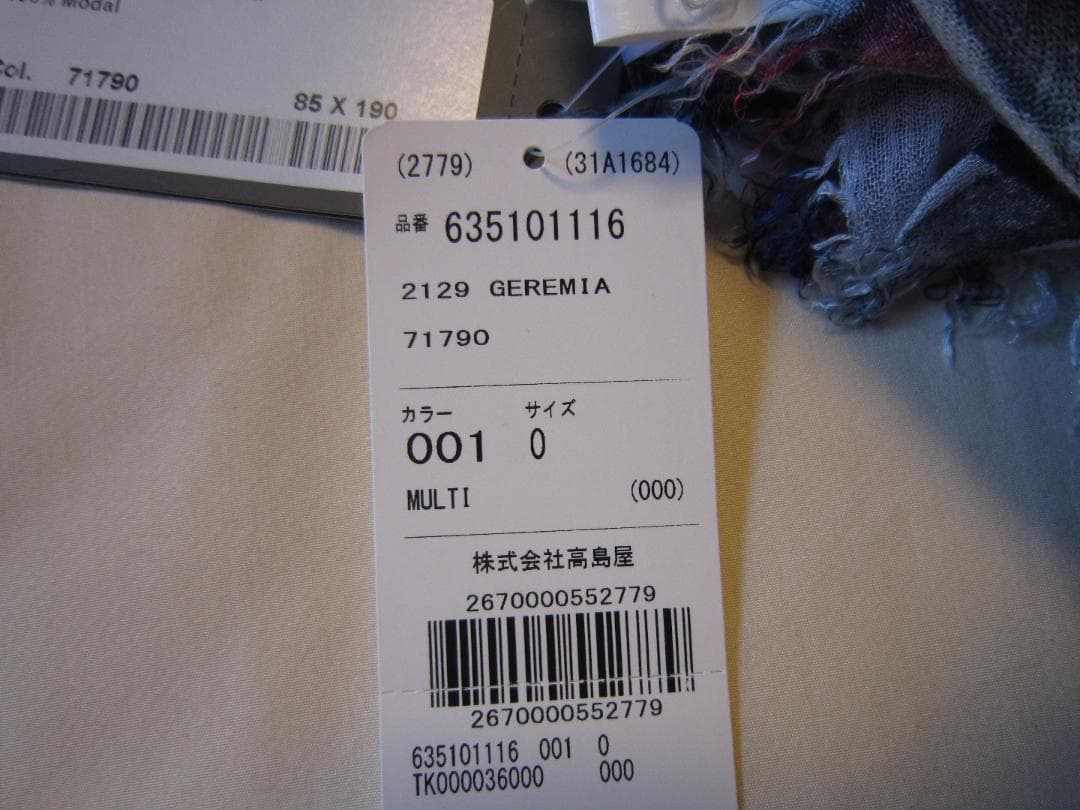 Modal
Col. 71790
85 X 190
(2779) (31A1684)
品番 635101116
2129 GEREMIA
71790
カラー サイズ
001 0
MULTI (000)
株式会社高島屋
2670000552779
2670000552779
635101116 001 0
TK000036000 000